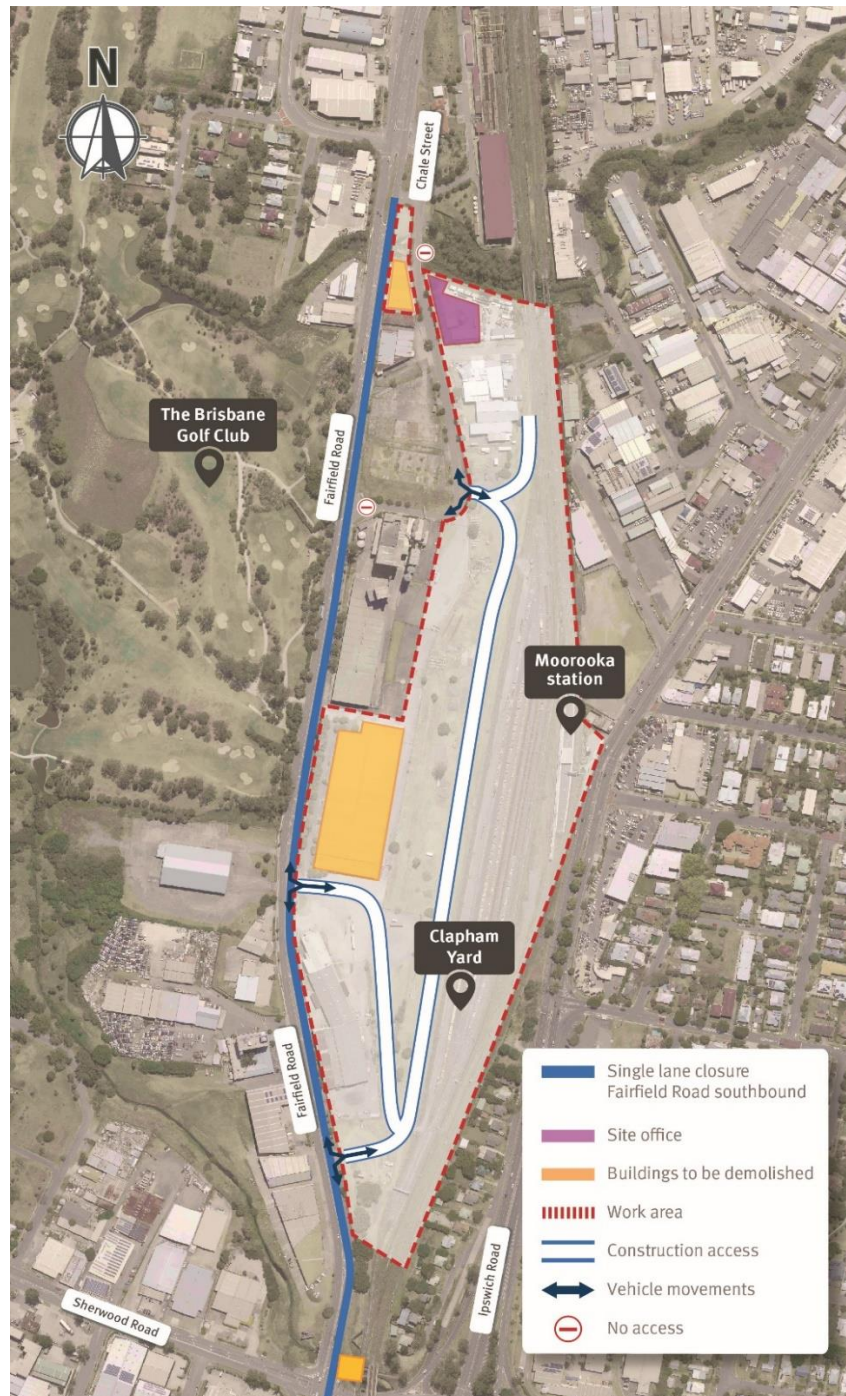 N
Chale Street
The Brisbane
Golf Club
Fairfield Road
Moorooka
station
Clapham
Yard
Fairfield Road
Single lane closure
Fairfield Road southbound
Site office
Buildings to be demolished
Work area
Construction access
Vehicle movements
No access
Ipswich Road
Sherwood Road